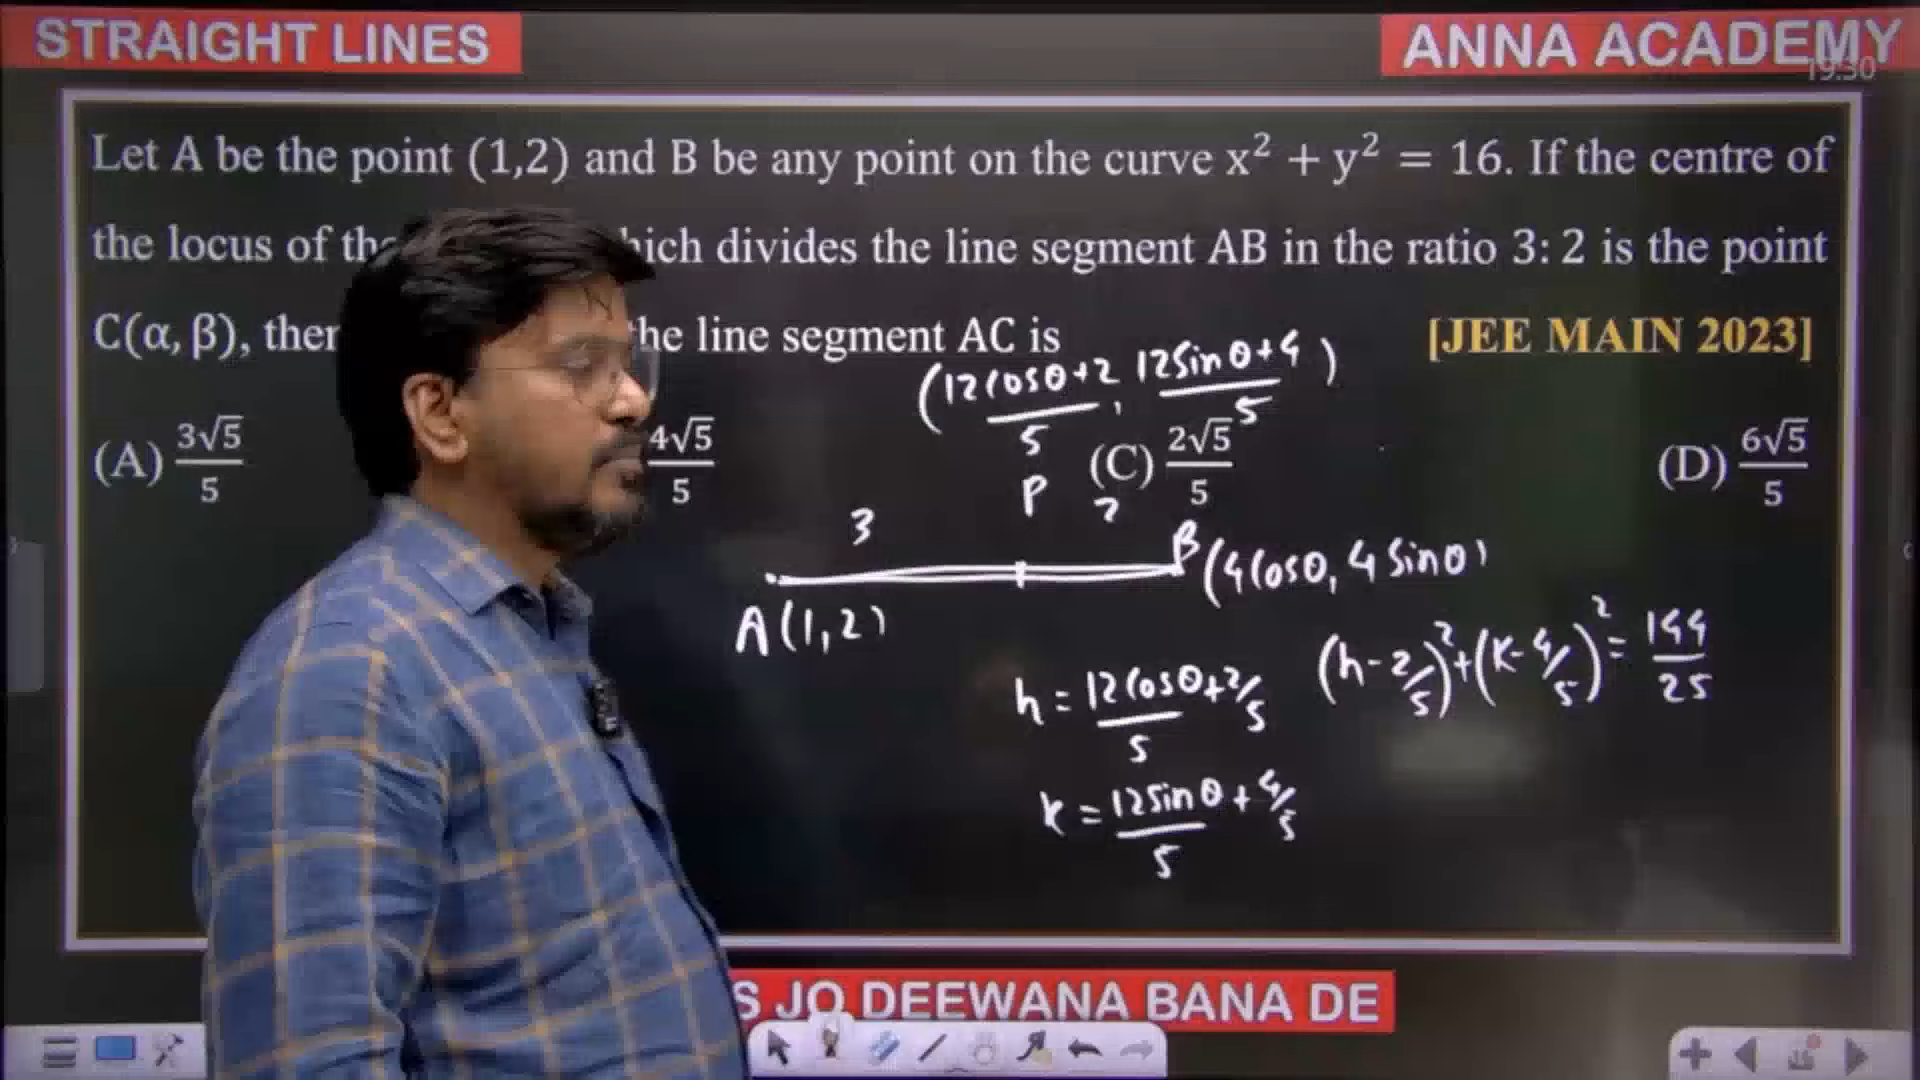 STRAIGHT LINES
ANNA ACADEMY
19:30
Let A be the point (1,2) and B be any point on the curve x² + y² = 16. If the centre of
the locus of the hich divides the line segment AB in the ratio 3: 2 is the point
C(α, β), ther he line segment AC is
[JEE MAIN 2023]
(12cosθ+2/5, 12sinθ+4/5)
(A) 3√5/5
4√5/5
(C) 2√5/5
(D) 6√5/5
P
3
2
B(4cosθ, 4sinθ)
A(1,2)
h = 12cosθ/5 + 2/5
(h-2/5)² + (k-4/5)² = 144/25
k = 12sinθ/5 + 4/5
S JO DEEWANA BANA DE